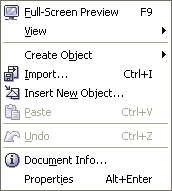 Full-Screen Preview F9
View
Create Object
Import... Ctrl+I
Insert New Object...
Paste Ctrl+V
Undo Ctrl+Z
Document Info...
Properties Alt+Enter